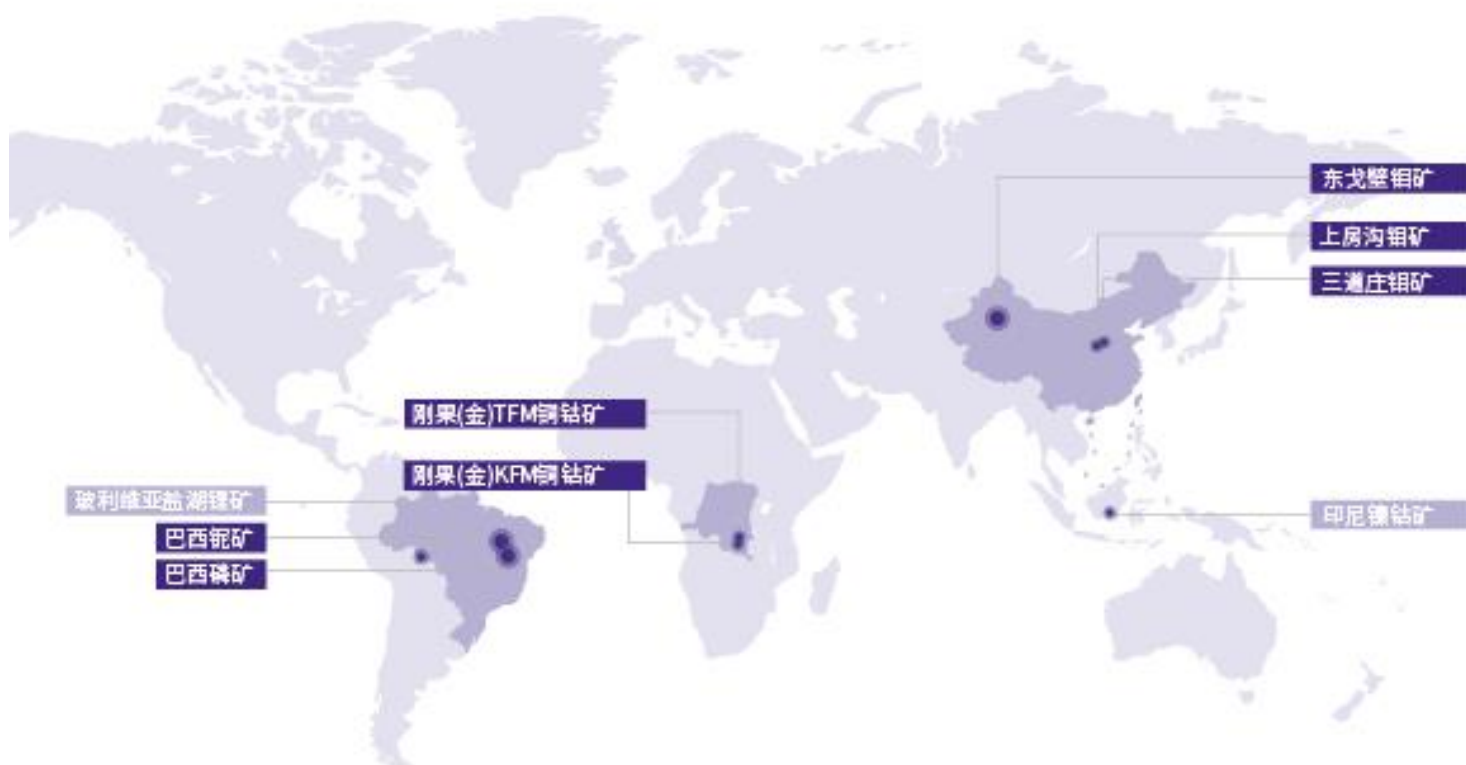 东戈壁钼矿
上房沟钼矿
三道庄钼矿
刚果(金)TFM铜钴矿
刚果(金)KFM铜钴矿
玻利维亚盐湖锂矿
巴西铌矿
巴西磷矿
印尼镍钴矿